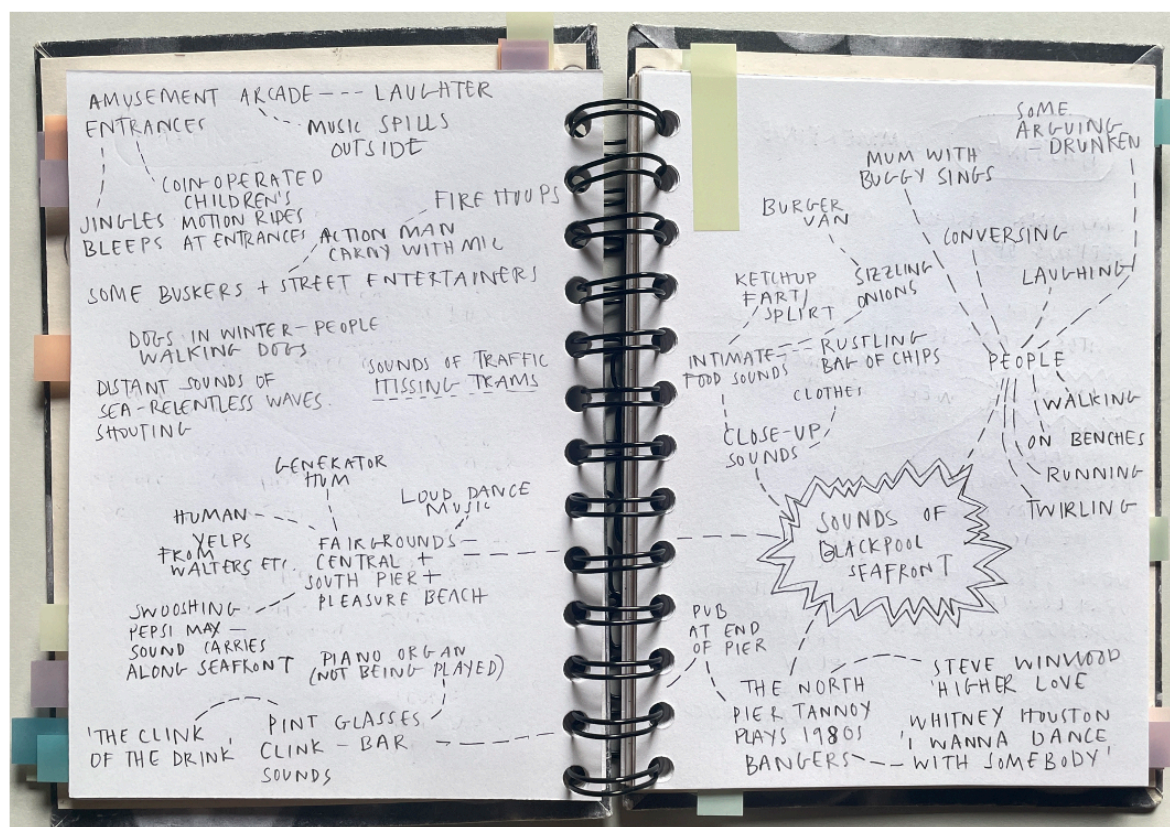 AMUSEMENT ARCADE --- LAUGHTER
ENTRANCES
MUSIC SPILLS
OUTSIDE
COIN-OPERATED
CHILDREN'S
MOTION RIDES
AT ENTRANCES
JINGLES
BLEEPS
FIRE HOOPS
ACTION MAN
CARNY WITH MIC
SOME BUSKERS + STREET ENTERTAINERS
DOGS IN WINTER - PEOPLE
WALKING DOGS
SOUNDS OF TRAFFIC
HISSING TRAMS
DISTANT SOUNDS OF
SEA - RELENTLESS WAVES
SHOUTING
GENERATOR
HUM
LOUD DANCE
MUSIC
HUMAN
YELPS
FROM
WALTERS ETC.
FAIRGROUNDS -
CENTRAL +
SOUTH PIER +
PLEASURE BEACH
SWOOSHING
PEPSI MAX -
SOUND CARRIES
ALONG SEAFRONT
PIANO ORGAN
(NOT BEING PLAYED)
'THE CLINK
OF THE DRINK'
PINT GLASSES
CLINK - BAR
SOUNDS
SOME
ARGUING
- DRUNKEN
MUM WITH
BUGGY SINGS
BURGER
VAN
CONVERSING
LAUGHING
KETCHUP
FART/
SPLIRT
SIZZLING
ONIONS
INTIMATE
FOOD SOUNDS
RUSTLING
BAG OF CHIPS
CLOTHES
CLOSE-UP
SOUNDS
PEOPLE
WALKING
ON BENCHES
RUNNING
TWIRLING
SOUNDS OF
BLACKPOOL
SEAFRONT
PUB
AT END
OF PIER
THE NORTH
PIER TANNOY
PLAYS 1980S
BANGERS
STEVE WINWOOD
'HIGHER LOVE
'WHITNEY HOUSTON
'I WANNA DANCE
WITH SOMEBODY'